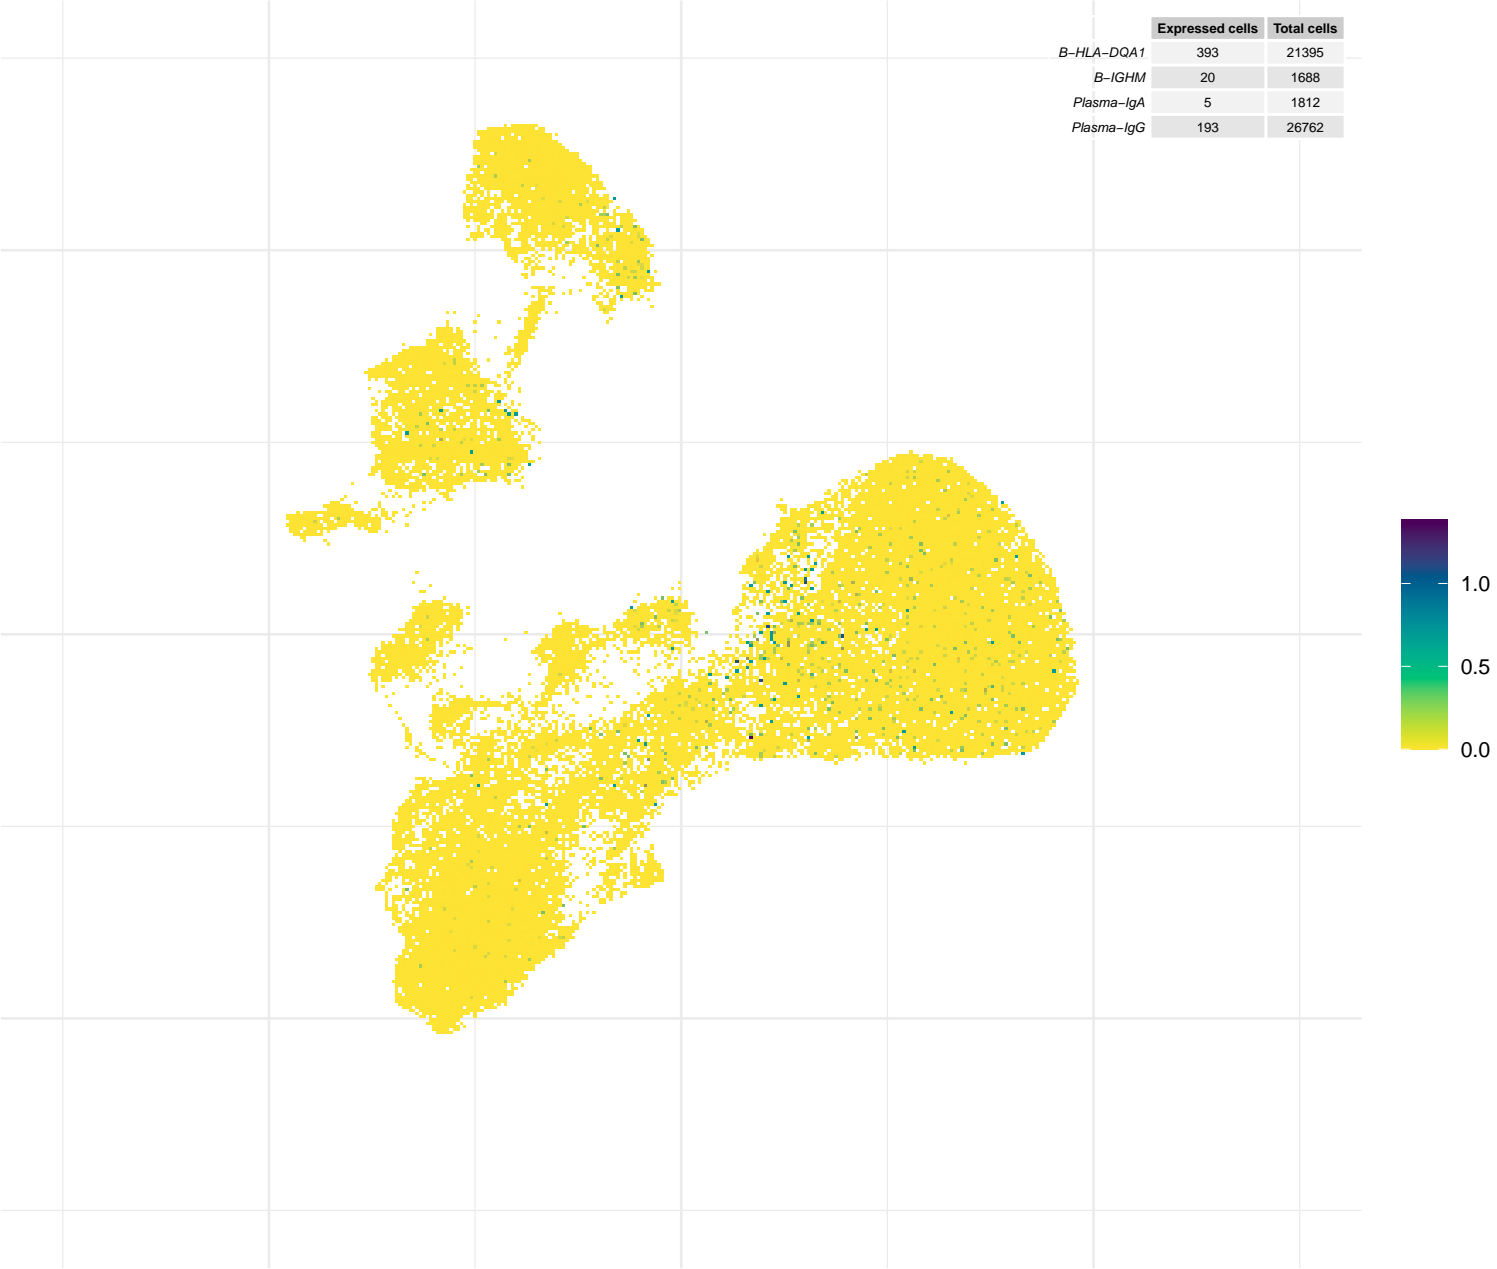 Expressed cells Total cells
B−HLA−DQA1 393 21395
B−IGHM 20 1688
Plasma−IgA 5 1812
Plasma−IgG 193 26762
1.0
0.5
0.0